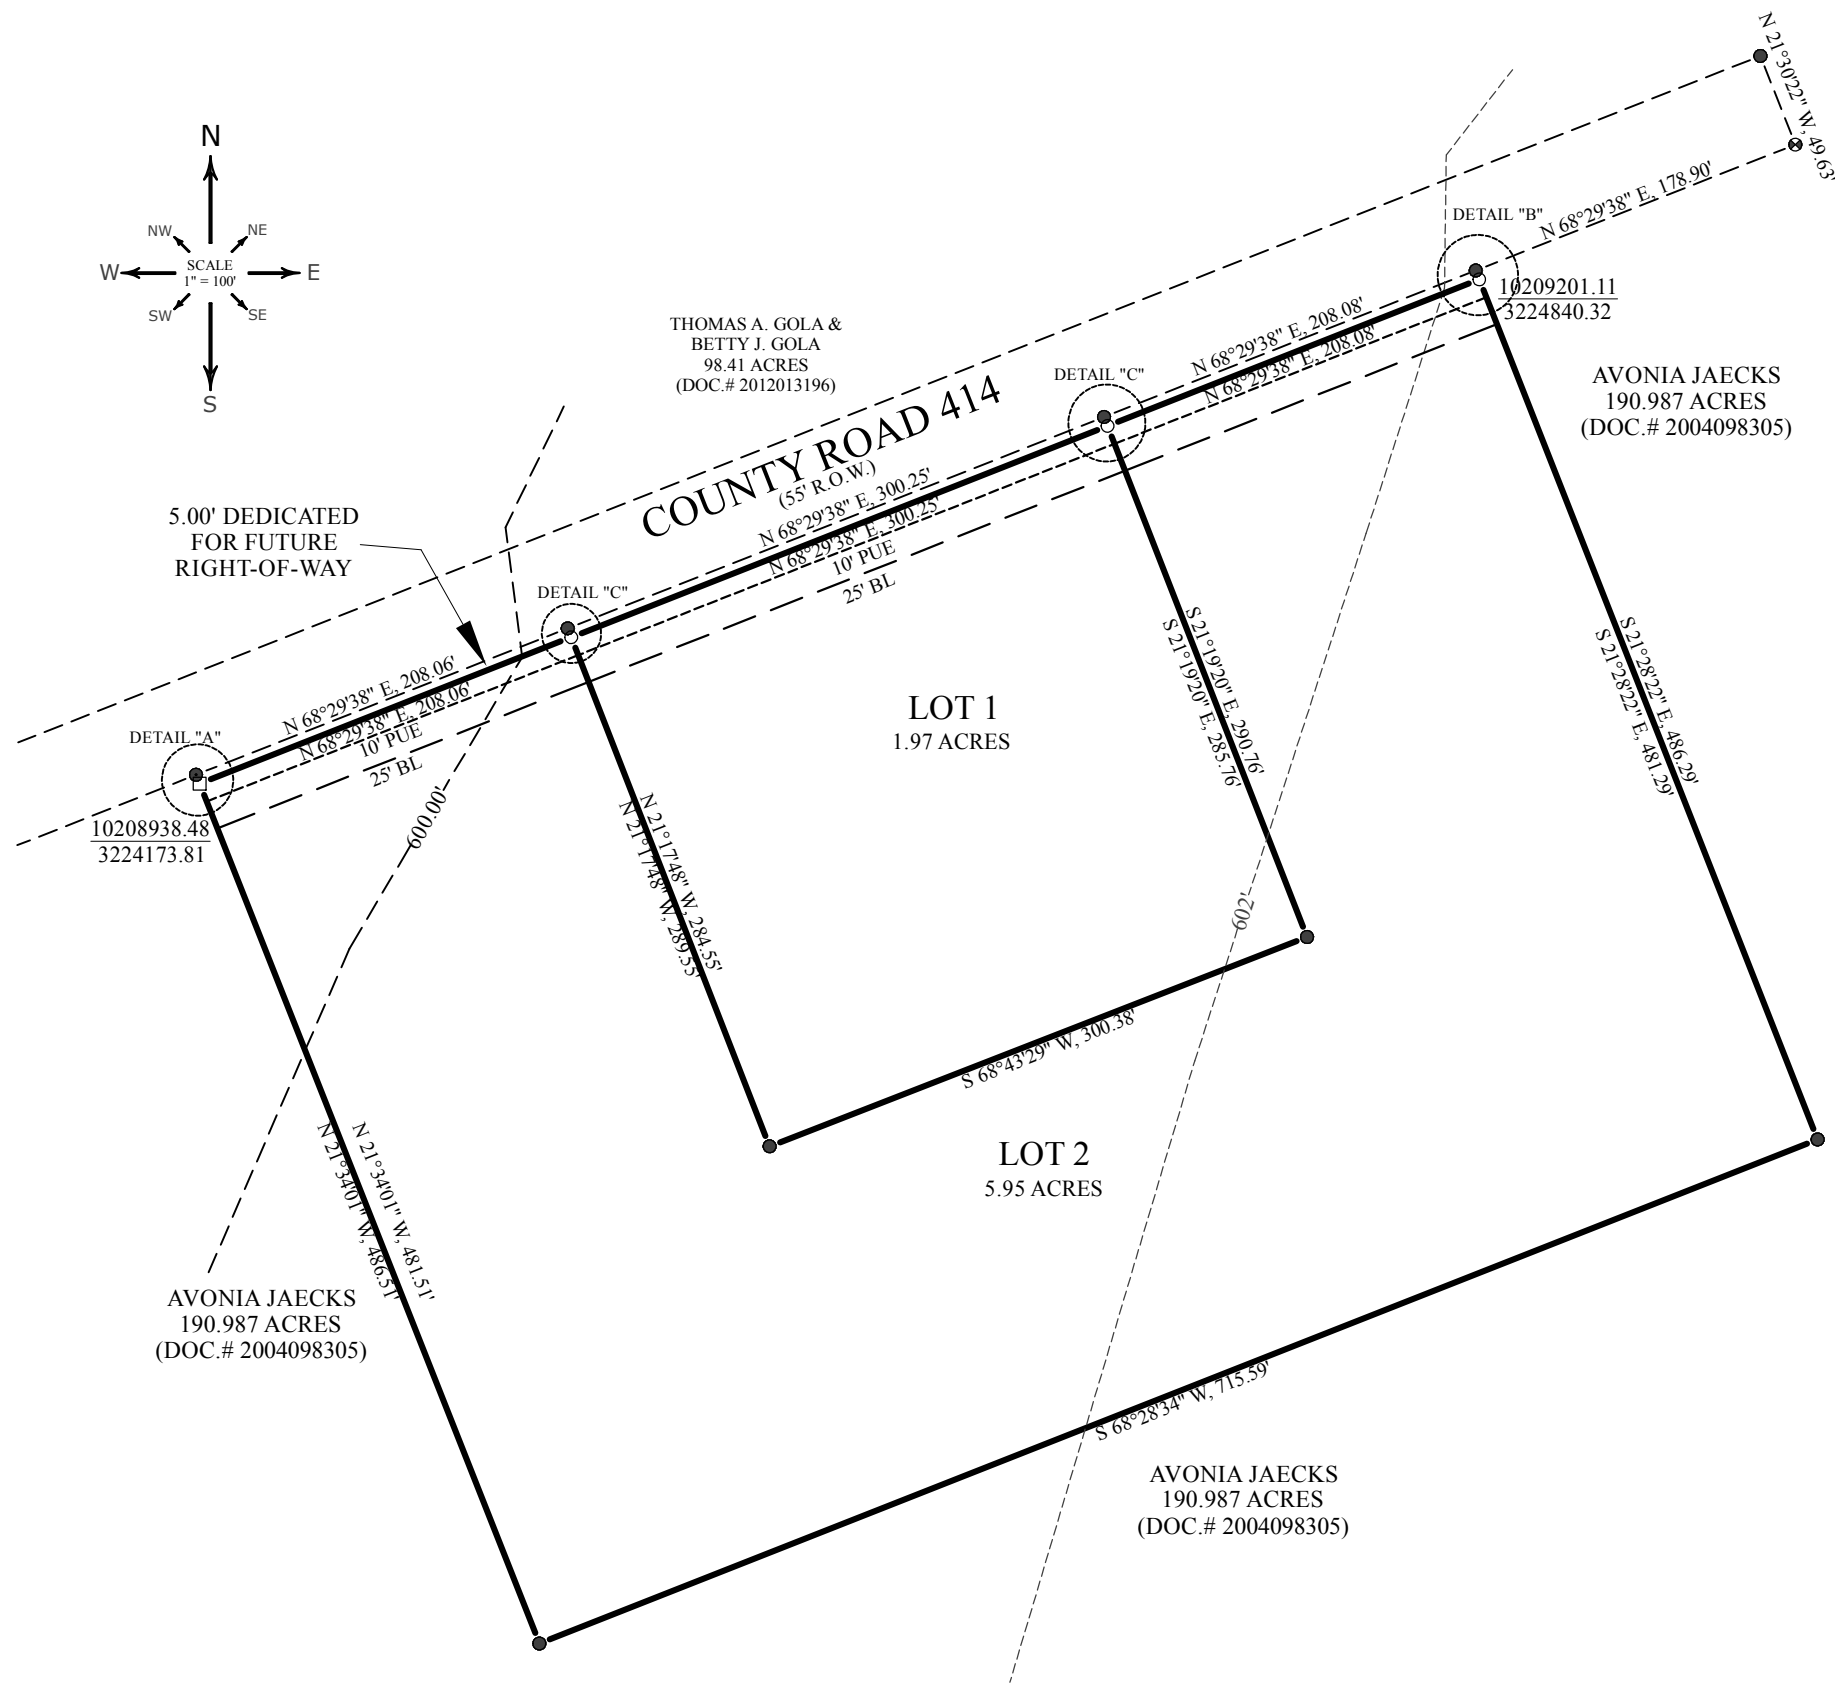 N 21°30'22" W, 49.63'
N
NW
NE
W
SCALE
1" = 100'
E
SW
SE
S
DETAIL "B"
N 68°29'38" E, 178.90'
10209201.11
3224840.32
THOMAS A. GOLA &
BETTY J. GOLA
98.41 ACRES
(DOC.# 2012013196)
N 68°29'38" E, 208.08'
N 68°29'38" E, 208.08'
DETAIL "C"
AVONIA JAECKS
190.987 ACRES
(DOC.# 2004098305)
COUNTY ROAD 414
(55' R.O.W.)
N 68°29'38" E, 300.25'
N 68°29'38" E, 300.25'
10' PUE
25' BL
5.00' DEDICATED
FOR FUTURE
RIGHT-OF-WAY
DETAIL "C"
N 68°29'38" E, 208.06'
N 68°29'38" E, 208.06'
10' PUE
25' BL
DETAIL "A"
10208938.48
3224173.81
600.00'
LOT 1
1.97 ACRES
S 21°19'20" E, 290.76'
S 21°19'20" E, 285.76'
S 21°28'22" E, 486.29'
S 21°28'22" E, 481.29'
N 21°17'48" W, 284.55'
N 21°17'48" W, 289.55'
602'
S 68°43'29" W, 300.38'
LOT 2
5.95 ACRES
N 21°34'01" W, 481.51'
N 21°34'01" W, 486.51'
AVONIA JAECKS
190.987 ACRES
(DOC.# 2004098305)
S 68°28'34" W, 715.59'
AVONIA JAECKS
190.987 ACRES
(DOC.# 2004098305)